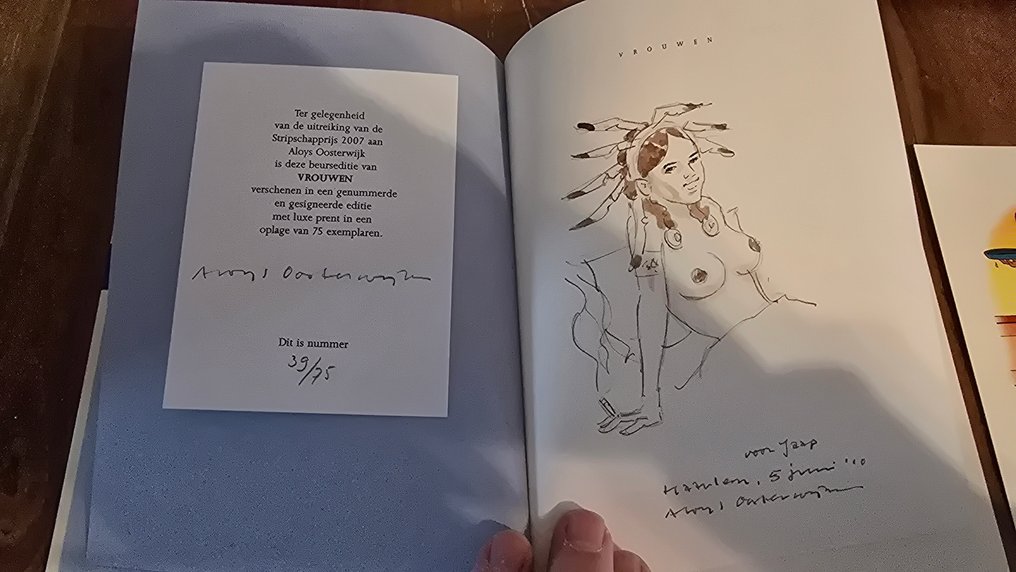 Ter gelegenheid
van de uitreiking van de
Stripschapprijs 2007 aan
Aloys Oosterwijk
is deze beurseditie van
VROUWEN
verschenen in een genummerde
en gesigneerde editie
met luxe prent in een
oplage van 75 exemplaren.
Aloys Oosterwijk
Dit is nummer
39/75
VROUWEN
voor Jaap
Haarlem, 5 juni '10
Aloys Oosterwijk